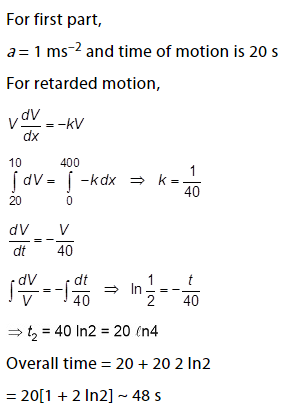 For first part,
a = 1 ms⁻² and time of motion is 20 s
For retarded motion,
V dV/dx = −kV
∫₂₀¹⁰ dV = ∫₀⁴⁰⁰ −k dx ⇒ k = 1/40
dV/dt = − V/40
∫ dV/V = −∫ dt/40 ⇒ ln 1/2 = − t/40
⇒ t₂ = 40 ln2 = 20 ℓn4
Overall time = 20 + 20 2 ln2
= 20[1 + 2 ln2] ~ 48 s